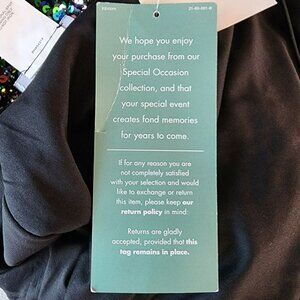 We hope you enjoy
your purchase from our
Special Occasion
collection, and that
your special event
creates fond memories
for years to come.
If for any reason you are
not completely satisfied
with your selection and would
like to exchange or return
this item, please keep our
return policy in mind:
Returns are gladly
accepted, provided that this
tag remains in place.